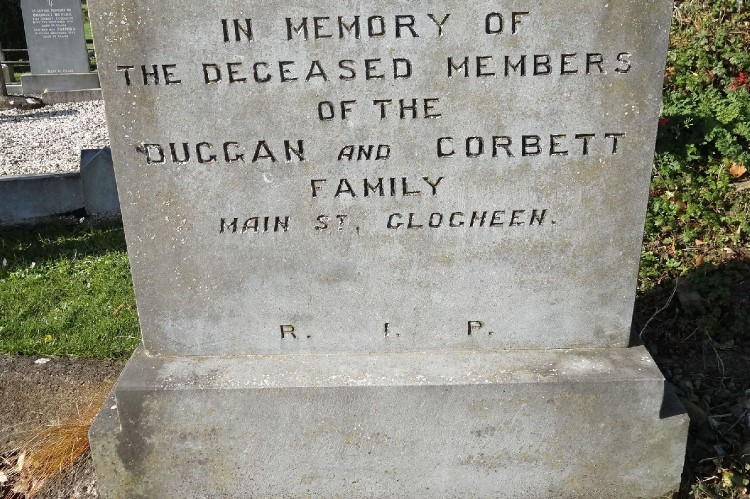 IN MEMORY OF
THE DECEASED MEMBERS
OF THE
DUGGAN AND CORBETT
FAMILY
MAIN ST, CLOGHEEN.
R. I. P.